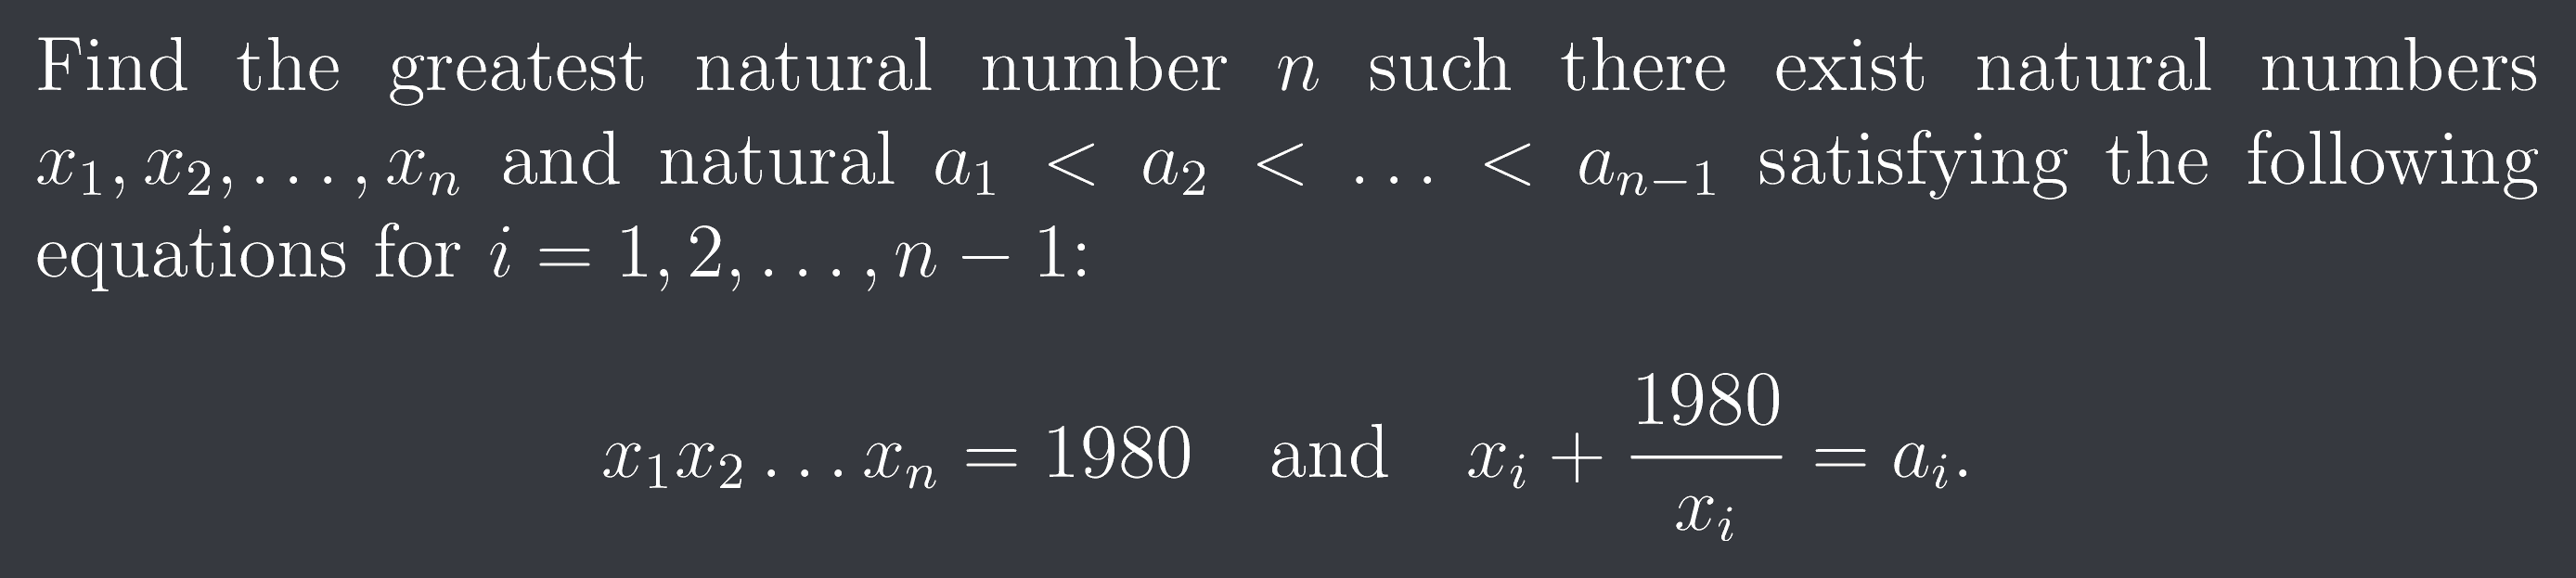 Find the greatest natural number n such there exist natural numbers
x₁, x₂, . . . , xₙ and natural a₁ < a₂ < . . . < aₙ₋₁ satisfying the following
equations for i = 1, 2, . . . , n − 1:
x₁x₂ . . . xₙ = 1980 and xᵢ + 1980/xᵢ = aᵢ.